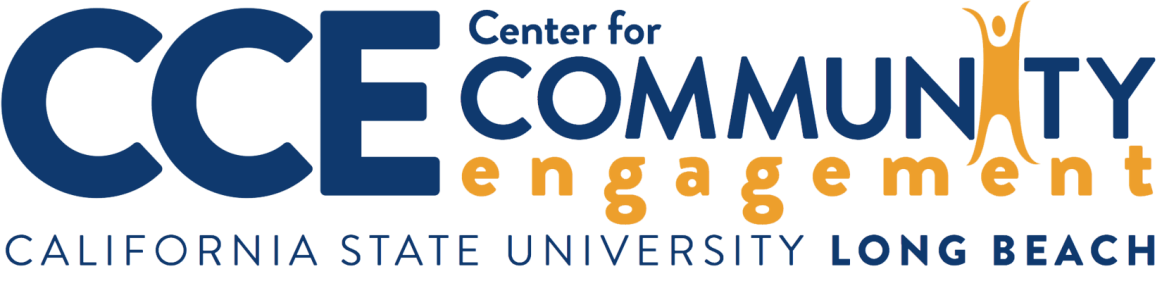 CCE
Center for
COMMUNITY
engagement
CALIFORNIA STATE UNIVERSITY LONG BEACH